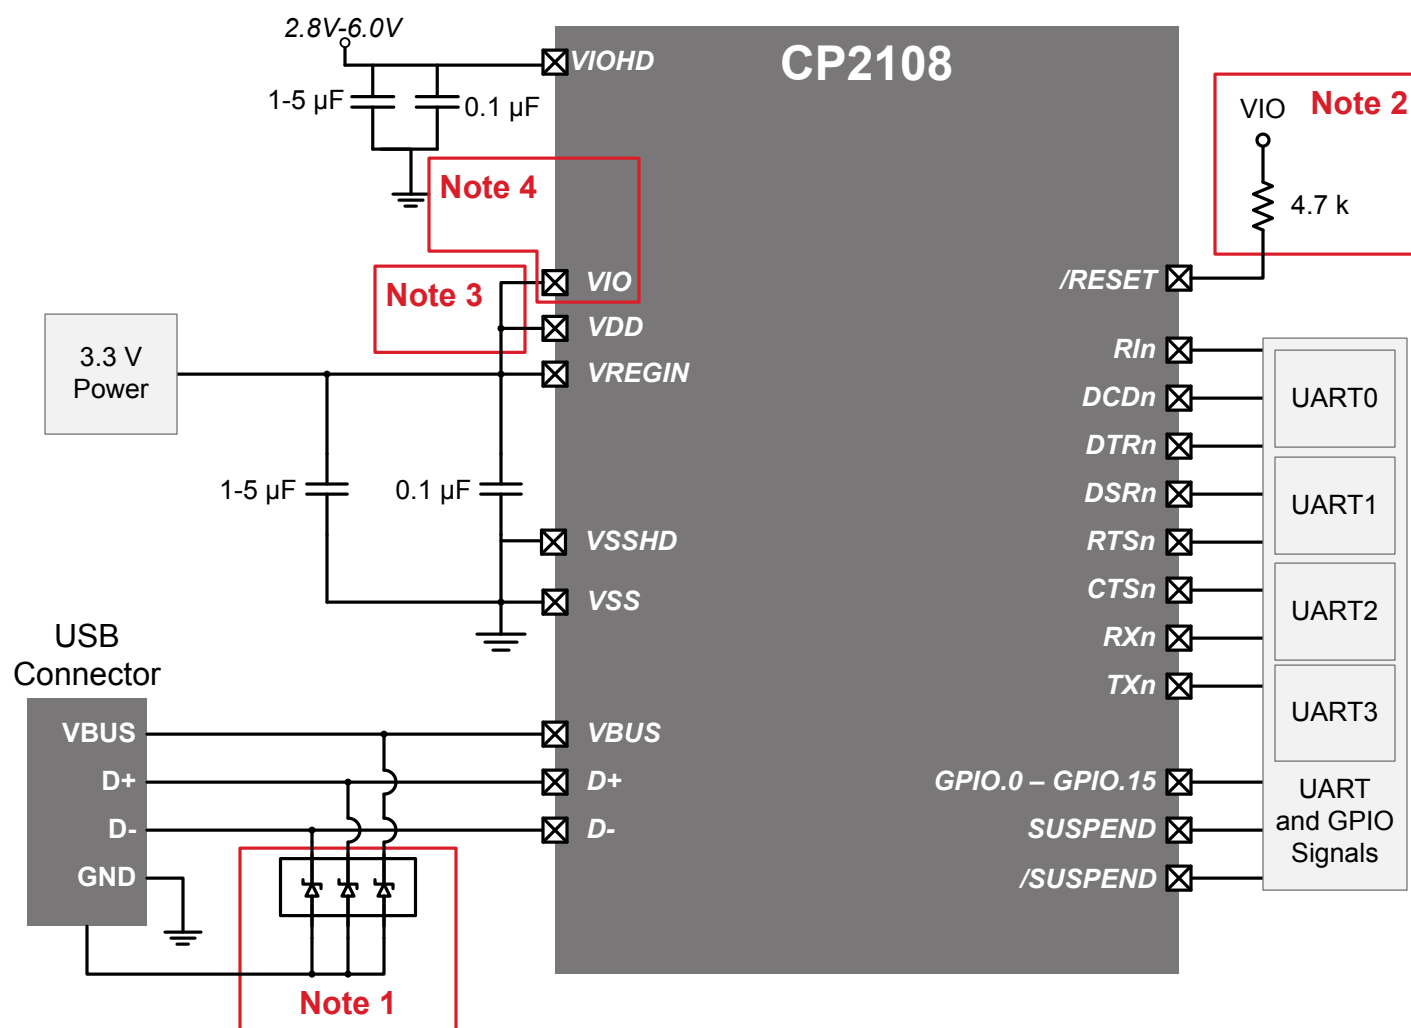 2.8V-6.0V
VIOHD
CP2108
1-5 µF
0.1 µF
Note 2
VIO
4.7 k
Note 4
/RESET
Note 3
VIO
VDD
VREGIN
3.3 V
Power
1-5 µF
0.1 µF
VSSHD
VSS
RIn
DCDn
DTRn
DSRn
RTSn
CTSn
RXn
TXn
UART0
UART1
UART2
UART3
USB
Connector
VBUS
D+
D-
GND
VBUS
D+
D-
GPIO.0 – GPIO.15
SUSPEND
/SUSPEND
UART
and GPIO
Signals
Note 1